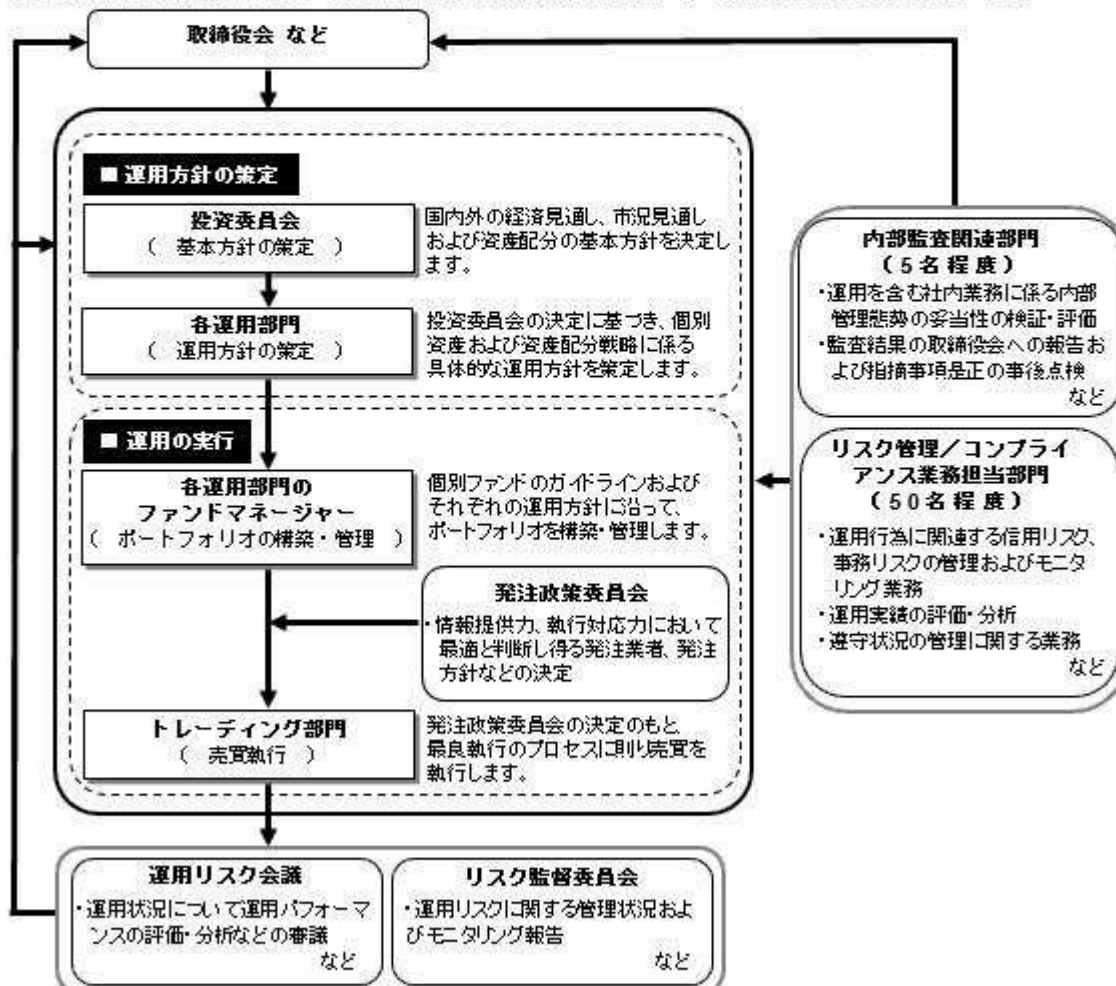 取締役会 など
■ 運用方針の策定
投資委員会
( 基本方針の策定 )
国内外の経済見通し、市況見通し
および資産配分の基本方針を決定し
ます。
各運用部門
( 運用方針の策定 )
投資委員会の決定に基づき、個別
資産および資産配分戦略に係る
具体的な運用方針を策定します。
■ 運用の実行
各運用部門の
ファンドマネージャー
( ポートフォリオの構築・管理 )
個別ファンドのガイドラインおよび
それぞれの運用方針に沿って、
ポートフォリオを構築・管理します。
発注政策委員会
・情報提供力、執行対応力において
最適と判断し得る発注業者、発注
方針などの決定
トレーディング部門
( 売買執行 )
発注政策委員会の決定のもと、
最良執行のプロセスに則り売買を
執行します。
内部監査関連部門
(5名程度)
・運用を含む社内業務に係る内部
管理態勢の妥当性の検証・評価
・監査結果の取締役会への報告お
よび指摘事項是正の事後点検
など
リスク管理/コンプライ
アンス業務担当部門
(50名程度)
・運用行為に関連する信用リスク、
事務リスクの管理およびモニタ
リング業務
・運用実績の評価・分析
・遵守状況の管理に関する業務
など
運用リスク会議
・運用状況について運用パフォーマ
ンスの評価・分析などの審議
など
リスク監督委員会
・運用リスクに関する管理状況およ
びモニタリング報告
など